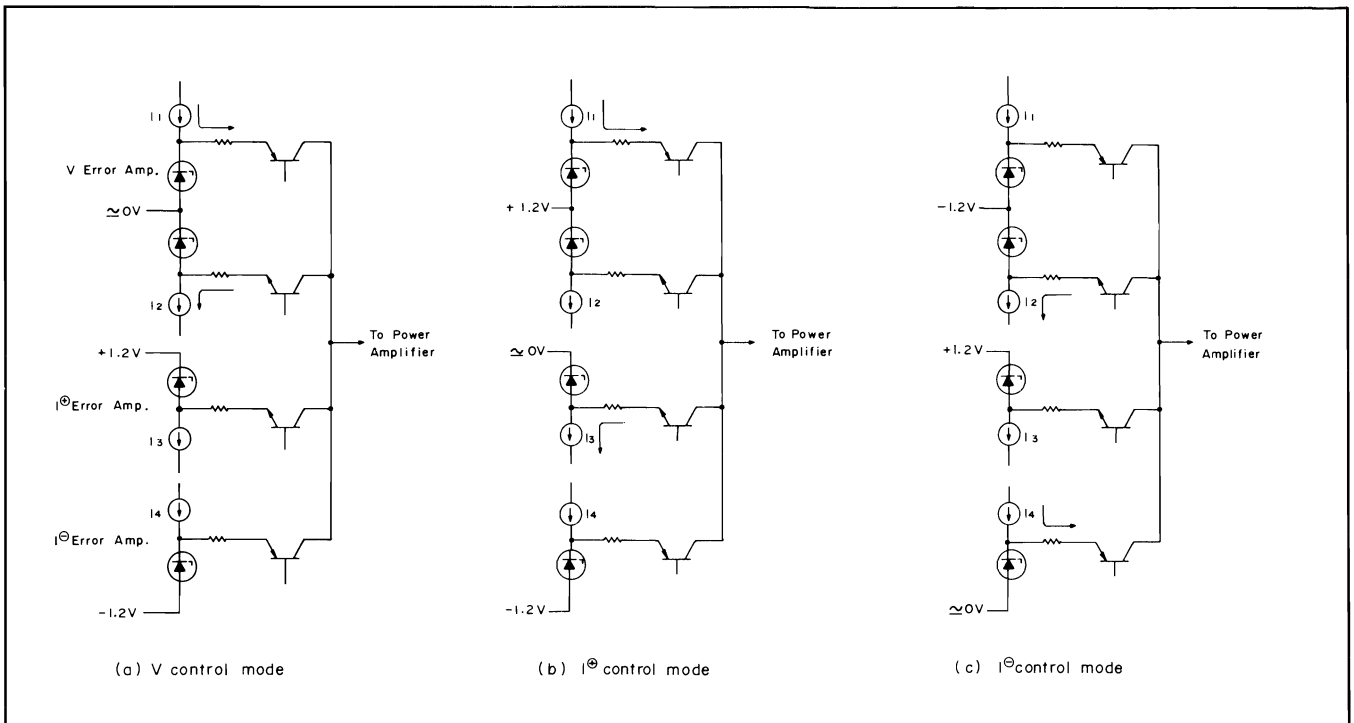 I1
V Error Amp.
≃0V
I2
+1.2V
I⊕ Error Amp.
I3
I4
I⊖ Error Amp.
-1.2V
To Power
Amplifier
(a) V control mode
I1
+1.2V
I2
≃0V
I3
I4
-1.2V
To Power
Amplifier
(b) I⊕ control mode
I1
-1.2V
I2
+1.2V
I3
I4
≃0V
To Power
Amplifier
(c) I⊖ control mode